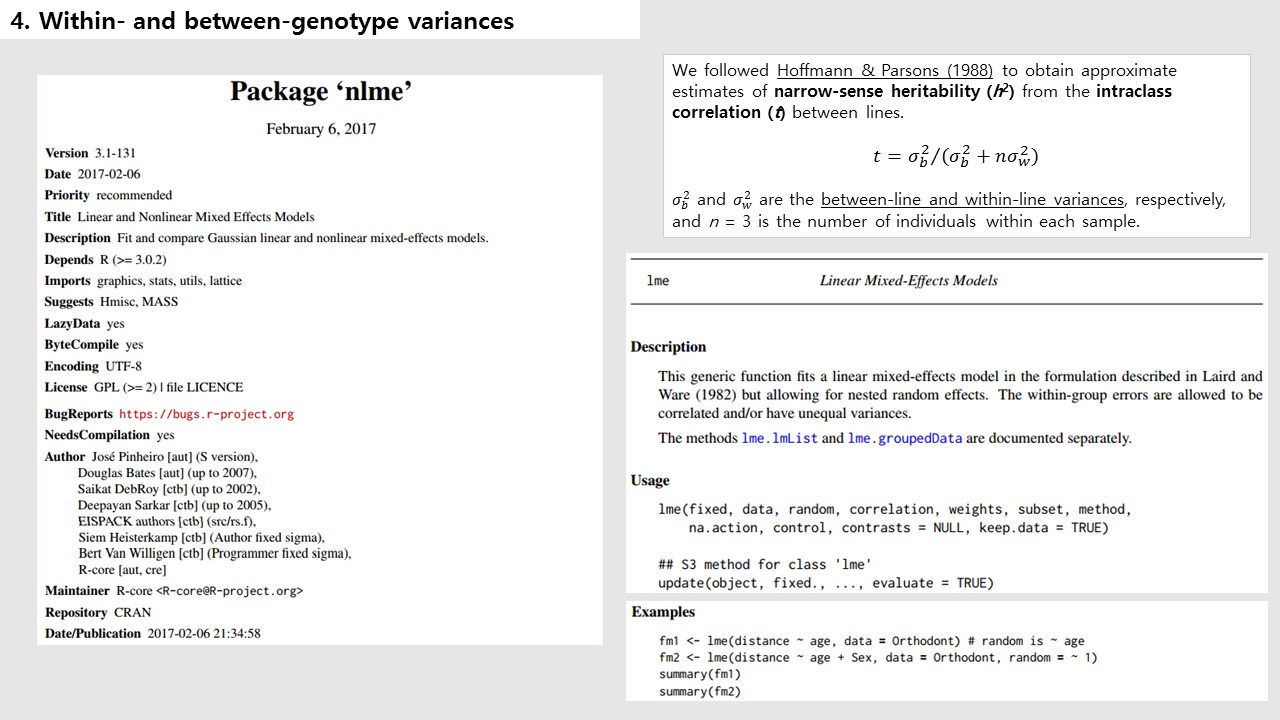 4. Within- and between-genotype variances
Package ‘nlme’
February 6, 2017
Version 3.1-131
Date 2017-02-06
Priority recommended
Title Linear and Nonlinear Mixed Effects Models
Description Fit and compare Gaussian linear and nonlinear mixed-effects models.
Depends R (>= 3.0.2)
Imports graphics, stats, utils, lattice
Suggests Hmisc, MASS
LazyData yes
ByteCompile yes
Encoding UTF-8
License GPL (>= 2) | file LICENCE
BugReports https://bugs.r-project.org
NeedsCompilation yes
Author José Pinheiro [aut] (S version),
Douglas Bates [aut] (up to 2007),
Saikat DebRoy [ctb] (up to 2002),
Deepayan Sarkar [ctb] (up to 2005),
EISPACK authors [ctb] (src/rs.f),
Siem Heisterkamp [ctb] (Author fixed sigma),
Bert Van Willigen [ctb] (Programmer fixed sigma),
R-core [aut, cre]
Maintainer R-core <R-core@R-project.org>
Repository CRAN
Date/Publication 2017-02-06 21:34:58
We followed Hoffmann & Parsons (1988) to obtain approximate
estimates of narrow-sense heritability (h²) from the intraclass
correlation (t) between lines.
t = σ_b^2/(σ_b^2 + nσ_w^2)
σ_b^2 and σ_w^2 are the between-line and within-line variances, respectively,
and n = 3 is the number of individuals within each sample.
lme Linear Mixed-Effects Models
Description
This generic function fits a linear mixed-effects model in the formulation described in Laird and
Ware (1982) but allowing for nested random effects. The within-group errors are allowed to be
correlated and/or have unequal variances.
The methods lme.lmList and lme.groupedData are documented separately.
Usage
lme(fixed, data, random, correlation, weights, subset, method,
na.action, control, contrasts = NULL, keep.data = TRUE)
## S3 method for class 'lme'
update(object, fixed., ..., evaluate = TRUE)
Examples
fm1 <- lme(distance ~ age, data = Orthodont) # random is ~ age
fm2 <- lme(distance ~ age + Sex, data = Orthodont, random = ~ 1)
summary(fm1)
summary(fm2)